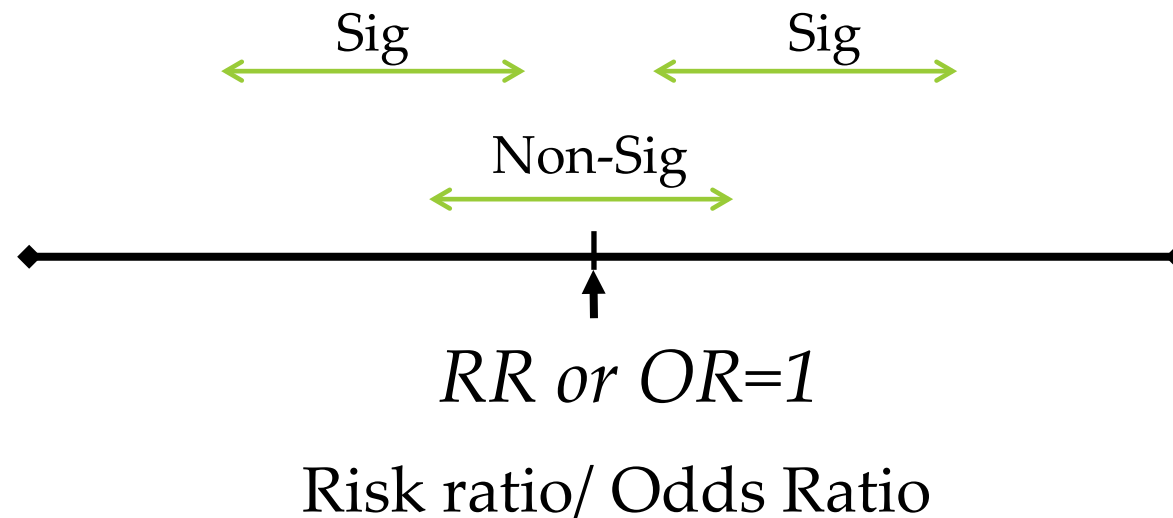 Sig
Sig
Non-Sig
RR or OR=1
Risk ratio/ Odds Ratio